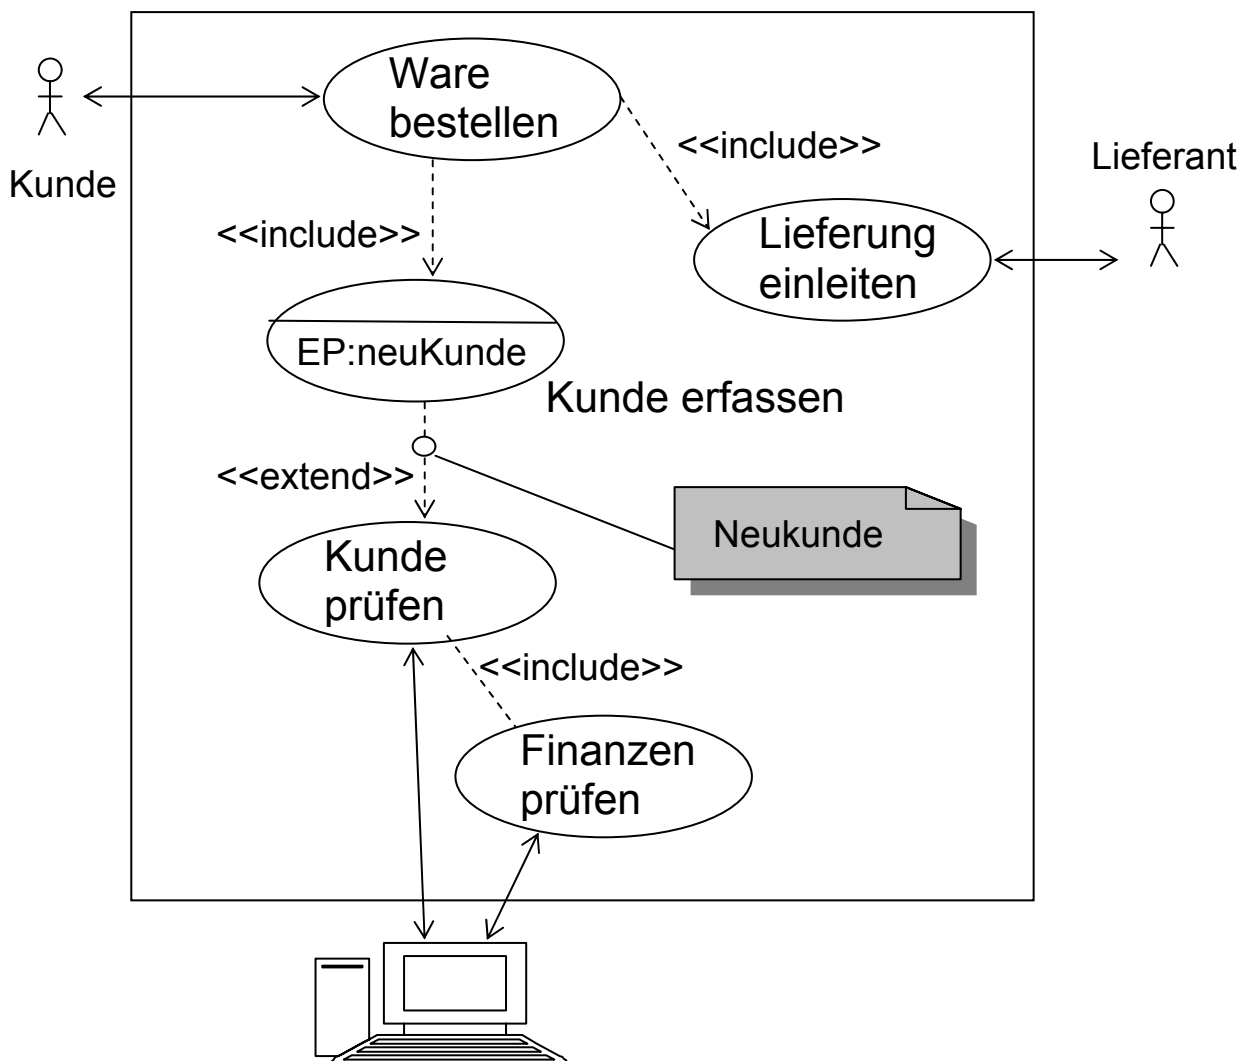 Ware
bestellen
Kunde
<<include>>
Lieferant
<<include>>
Lieferung
einleiten
EP:neuKunde
Kunde erfassen
<<extend>>
Neukunde
Kunde
prüfen
<<include>>
Finanzen
prüfen